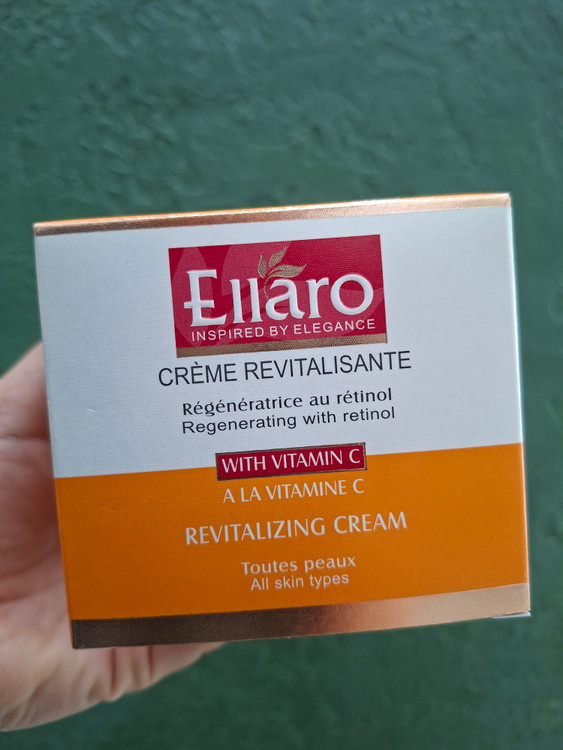 Ellaro
INSPIRED BY ELEGANCE
CRÈME REVITALISANTE
Régénératrice au rétinol
Regenerating with retinol
WITH VITAMIN C
A LA VITAMINE C
REVITALIZING CREAM
Toutes peaux
All skin types